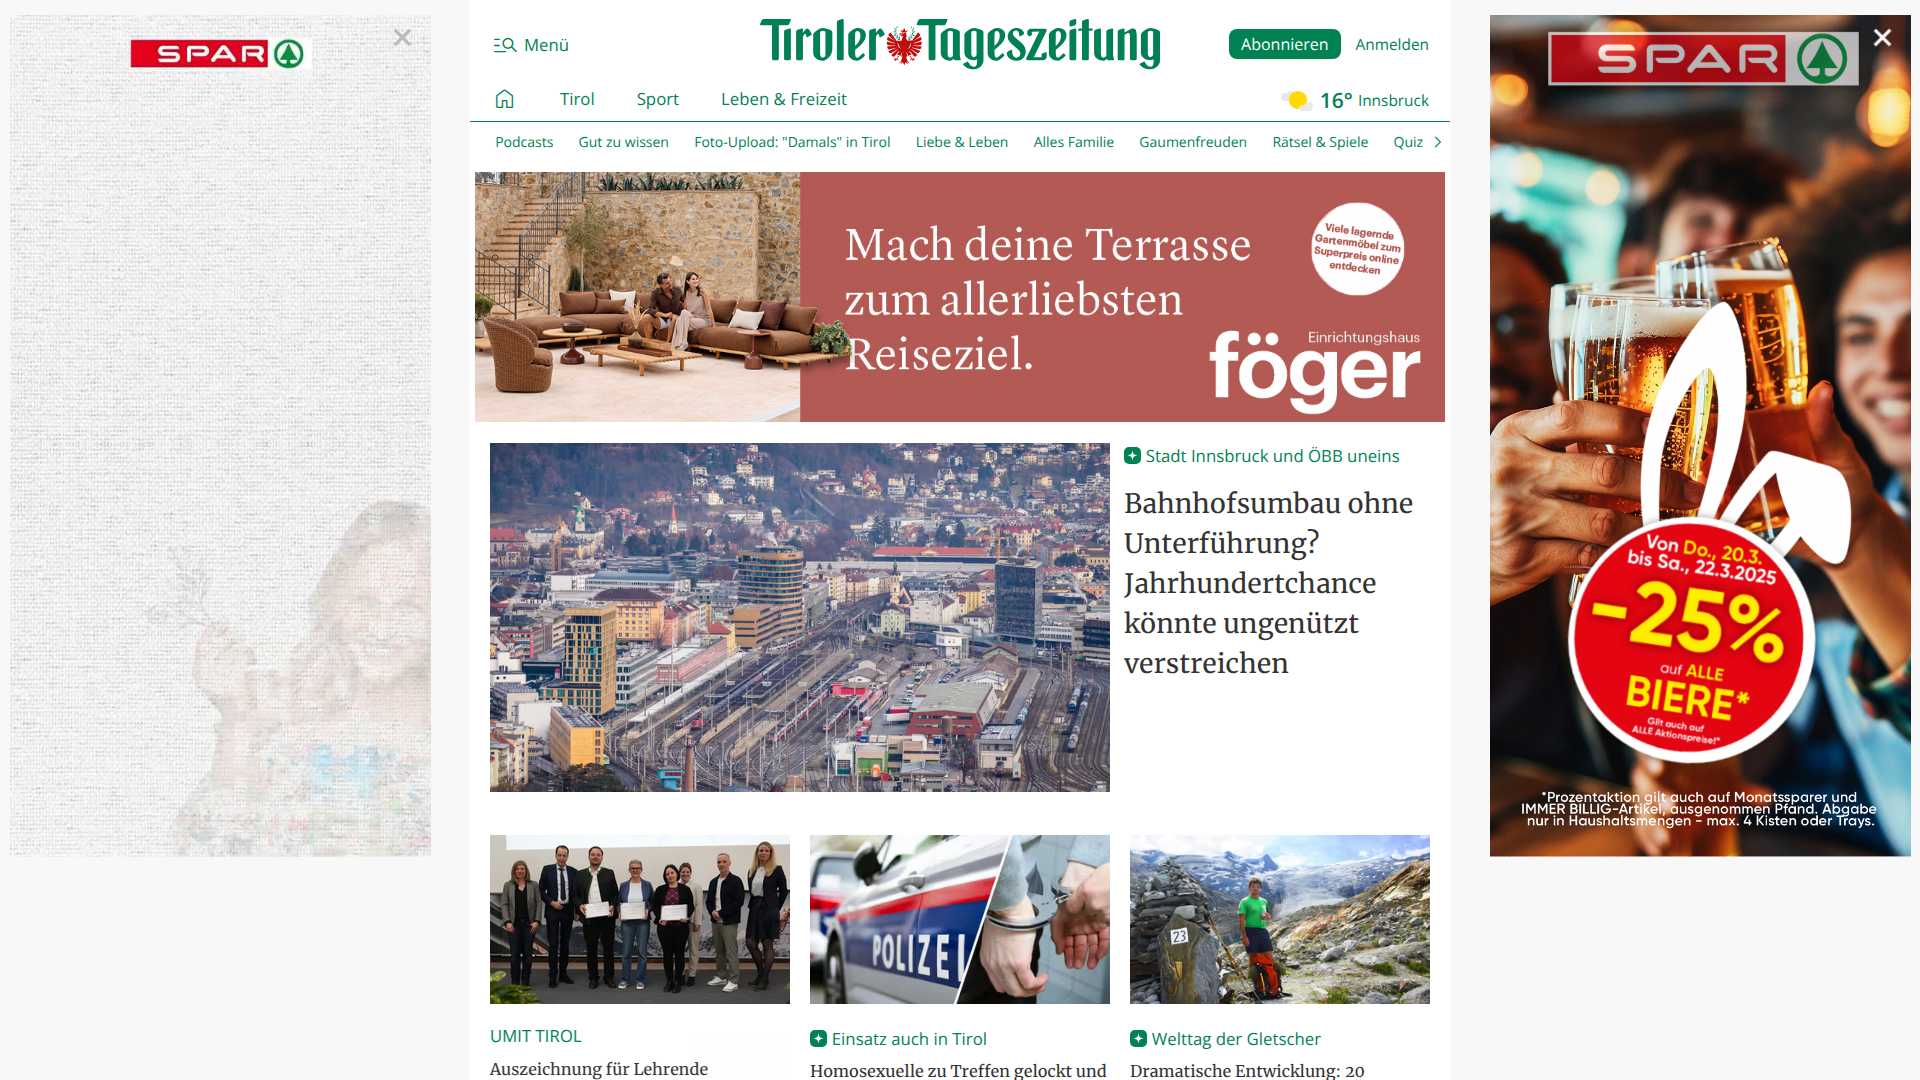 SPAR
Menü
Tiroler Tageszeitung
Abonnieren
Anmelden
Tirol
Sport
Leben & Freizeit
16° Innsbruck
Podcasts
Gut zu wissen
Foto-Upload: "Damals" in Tirol
Liebe & Leben
Alles Familie
Gaumenfreuden
Rätsel & Spiele
Quiz
Mach deine Terrasse
zum allerliebsten
Reiseziel.
Viele lagernde
Gartenmöbel zum
Superpreis online
entdecken
Einrichtungshaus
föger
Stadt Innsbruck und ÖBB uneins
Bahnhofsumbau ohne
Unterführung?
Jahrhundertchance
könnte ungenützt
verstreichen
POLIZEI
23
UMIT TIROL
Auszeichnung für Lehrende
Einsatz auch in Tirol
Homosexuelle zu Treffen gelockt und
Welttag der Gletscher
Dramatische Entwicklung: 20
SPAR
Von Do., 20.3.
bis Sa., 22.3.2025
-25%
auf ALLE
BIERE*
Gilt auch auf
ALLE Aktionspreise!*
*Prozentaktion gilt auch auf Monatssparer und
IMMER BILLIG-Artikel, ausgenommen Pfand. Abgabe
nur in Haushaltsmengen - max. 4 Kisten oder Trays.